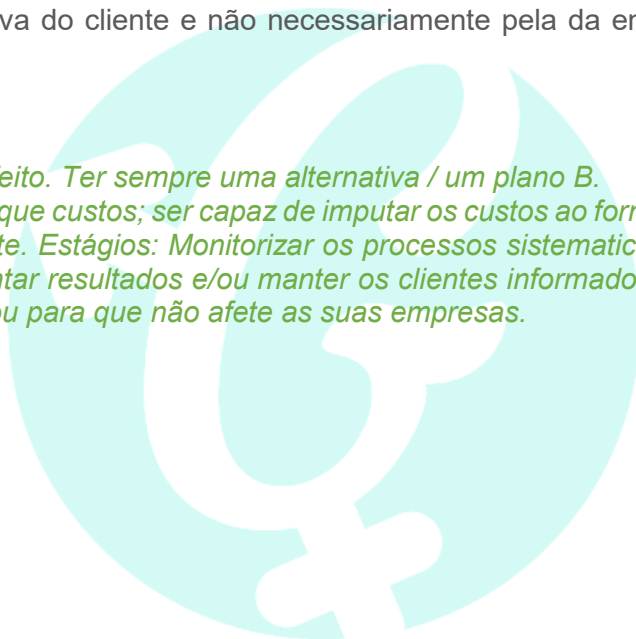 va do cliente e não necessariamente pela da e
eito. Ter sempre uma alternativa / um plano B.
que custos; ser capaz de imputar os custos ao for
te. Estágios: Monitorizar os processos sistematic
tar resultados e/ou manter os clientes informado
ou para que não afete as suas empresas.